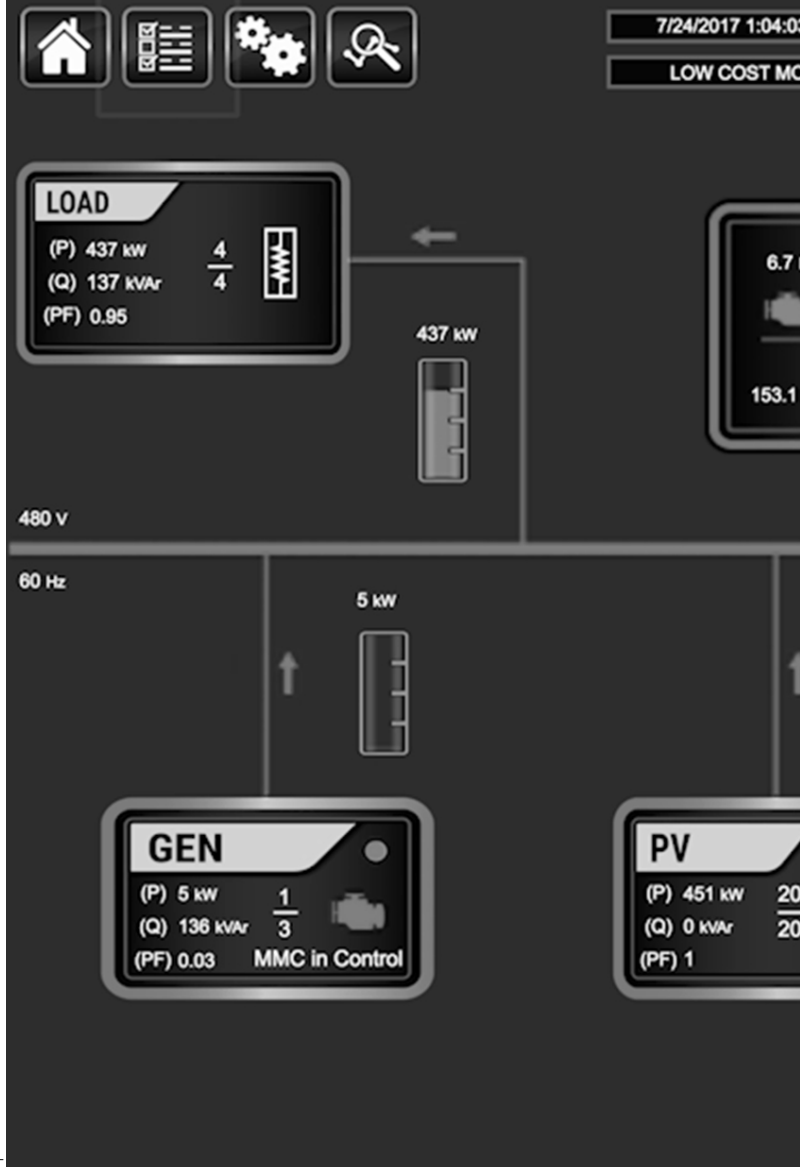 7/24/2017 1:04:03
LOW COST MO
LOAD
(P) 437 kW
(Q) 137 kVAr
(PF) 0.95
4
4
6.7
153.1
437 kW
480 V
60 Hz
5 kW
GEN
(P) 5 kW
(Q) 136 kVAr
(PF) 0.03
1
3
MMC in Control
PV
(P) 451 kW
(Q) 0 kVAr
(PF) 1
20
20